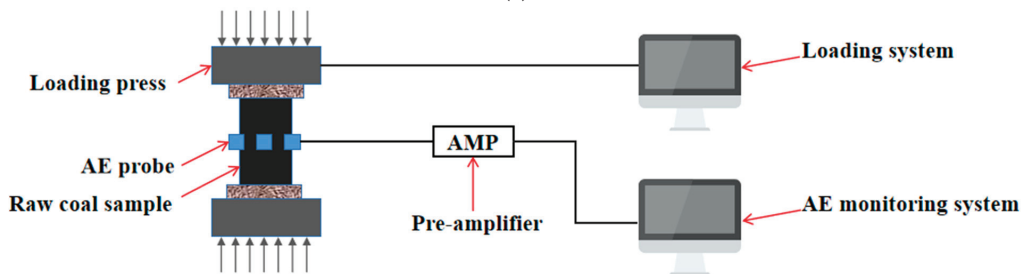 Loading press
Loading system
AE probe
AMP
Raw coal sample
Pre-amplifier
AE monitoring system